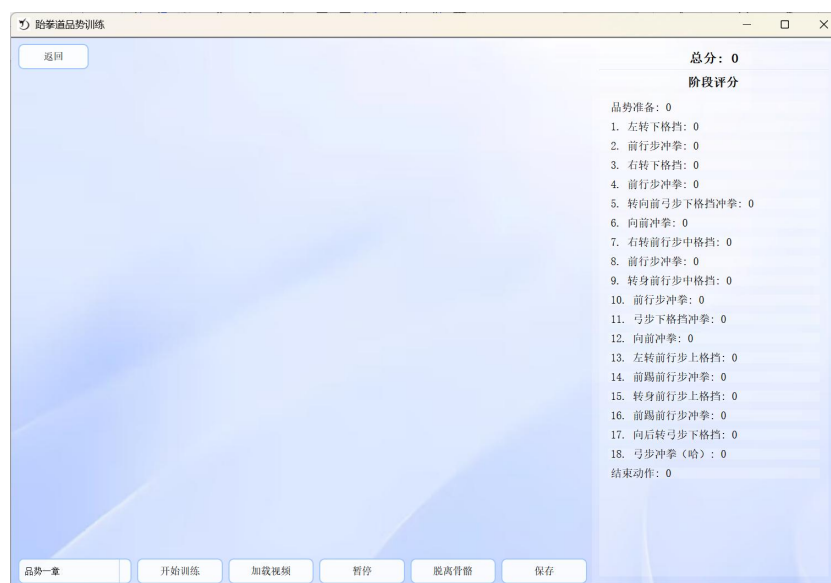 跆拳道品势训练
返回
总分: 0
阶段评分
品势准备: 0
1. 左转下格挡: 0
2. 前行步冲拳: 0
3. 右转下格挡: 0
4. 前行步冲拳: 0
5. 转向前弓步下格挡冲拳: 0
6. 向前冲拳: 0
7. 右转前行步中格挡: 0
8. 前行步冲拳: 0
9. 转身前行步中格挡: 0
10. 前行步冲拳: 0
11. 弓步下格挡冲拳: 0
12. 向前冲拳: 0
13. 左转前行步上格挡: 0
14. 前踢前行步冲拳: 0
15. 转身前行步上格挡: 0
16. 前踢前行步冲拳: 0
17. 向后转弓步下格挡: 0
18. 弓步冲拳（哈）: 0
结束动作: 0
品势一章 开始训练 加载视频 暂停 脱离骨骼 保存